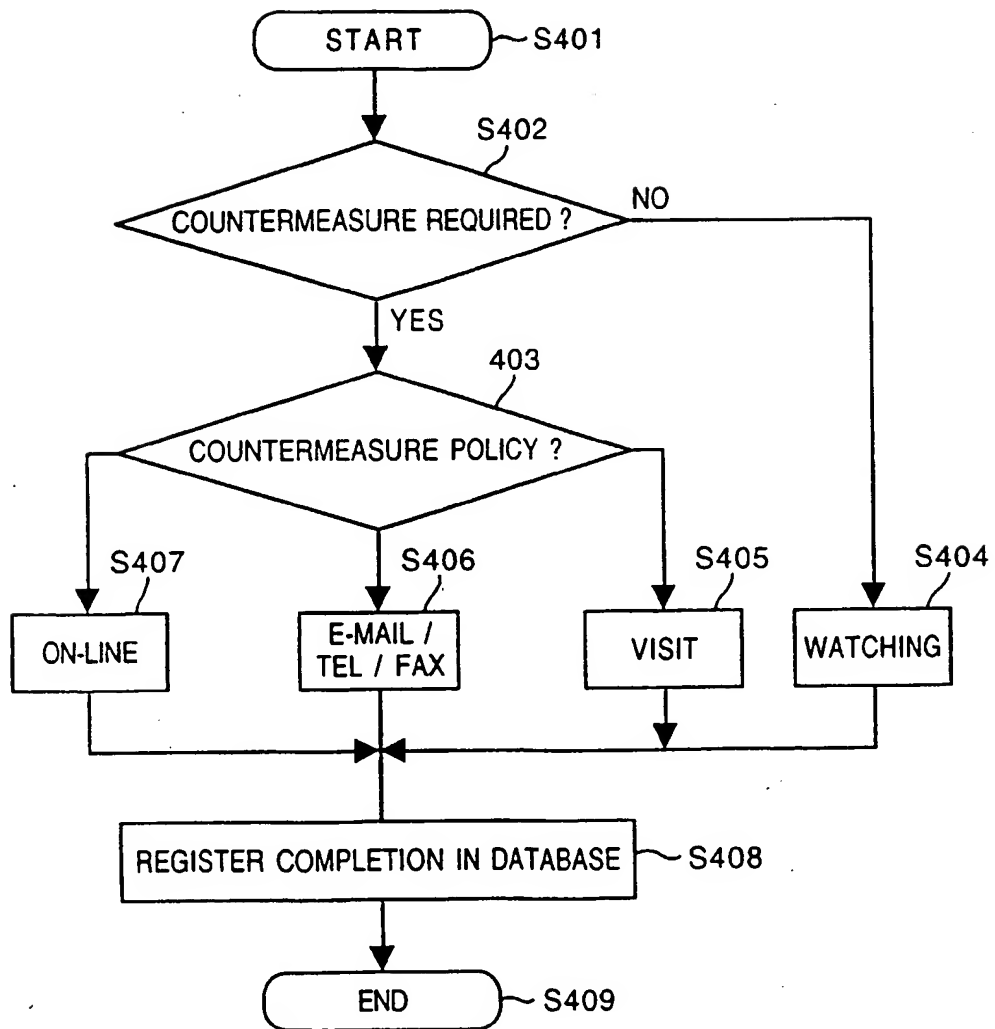 START
S401
S402
COUNTERMEASURE REQUIRED ?
NO
YES
403
COUNTERMEASURE POLICY ?
S407
S406
S405
S404
ON-LINE
E-MAIL /
TEL / FAX
VISIT
WATCHING
REGISTER COMPLETION IN DATABASE
S408
END
S409